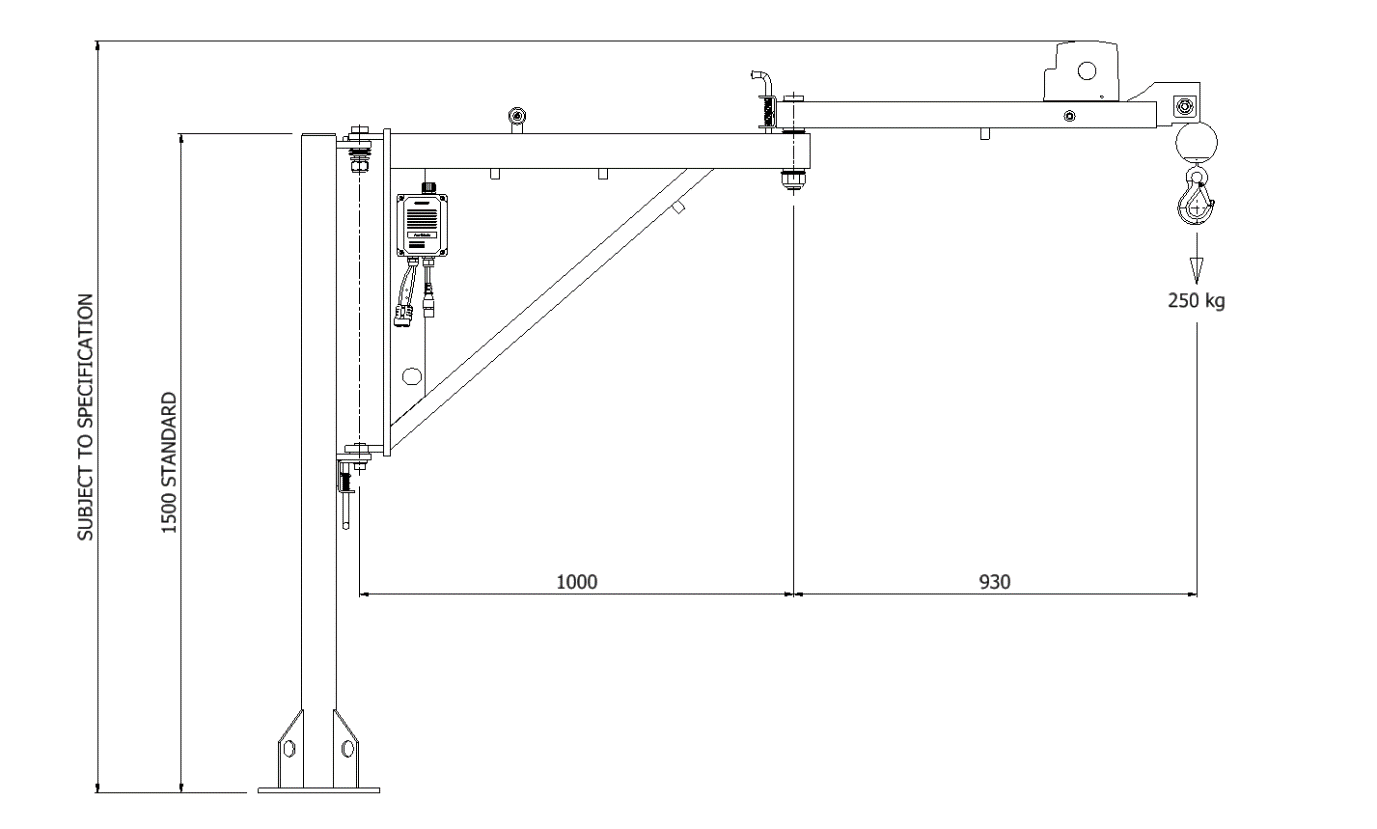 250 kg
SUBJECT TO SPECIFICATION
1500 STANDARD
1000
930